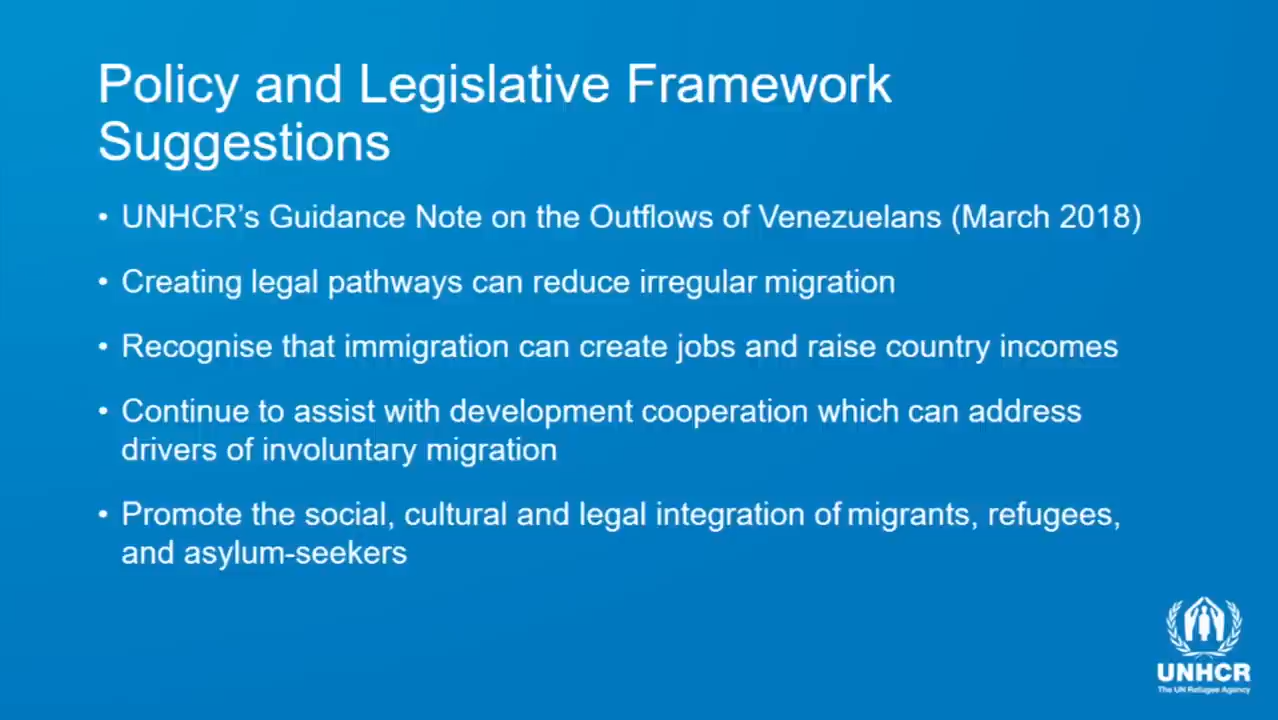 Policy and Legislative Framework
Suggestions
• UNHCR’s Guidance Note on the Outflows of Venezuelans (March 2018)
• Creating legal pathways can reduce irregular migration
• Recognise that immigration can create jobs and raise country incomes
• Continue to assist with development cooperation which can address
drivers of involuntary migration
• Promote the social, cultural and legal integration of migrants, refugees,
and asylum-seekers
UNHCR
The UN Refugee Agency